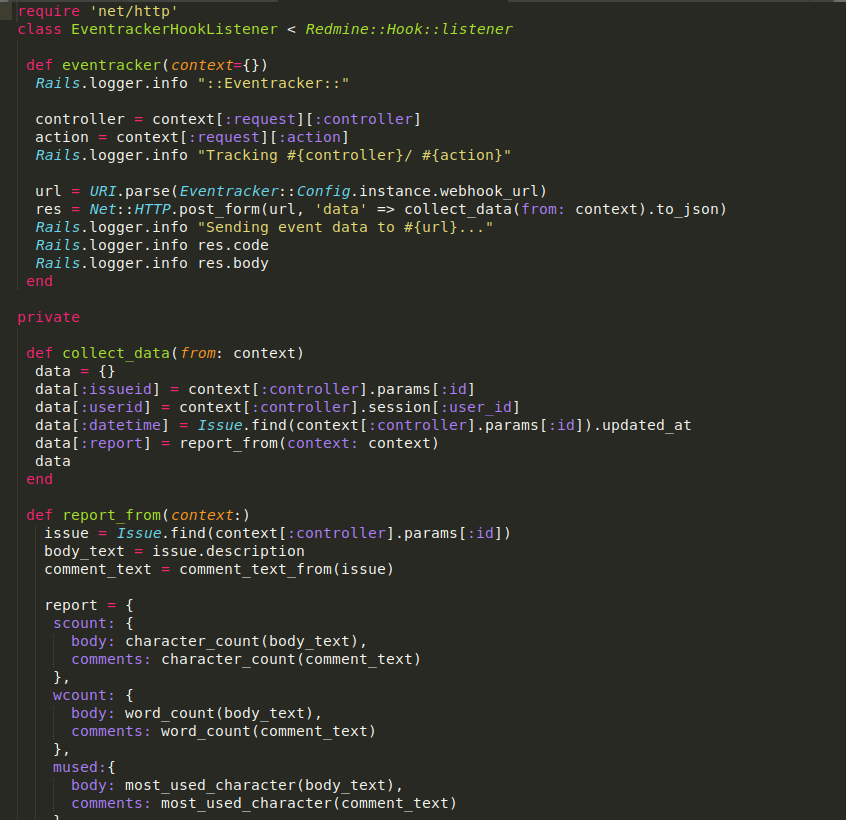 require 'net/http'
class EventrackerHookListener < Redmine::Hook::listener
def eventracker(context={})
Rails.logger.info "::Eventracker::"
controller = context[:request][:controller]
action = context[:request][:action]
Rails.logger.info "Tracking #{controller}/ #{action}"
url = URI.parse(Eventracker::Config.instance.webhook_url)
res = Net::HTTP.post_form(url, 'data' => collect_data(from: context).to_json)
Rails.logger.info "Sending event data to #{url}..."
Rails.logger.info res.code
Rails.logger.info res.body
end
private
def collect_data(from: context)
data = {}
data[:issueid] = context[:controller].params[:id]
data[:userid] = context[:controller].session[:user_id]
data[:datetime] = Issue.find(context[:controller].params[:id]).updated_at
data[:report] = report_from(context: context)
data
end
def report_from(context:)
issue = Issue.find(context[:controller].params[:id])
body_text = issue.description
comment_text = comment_text_from(issue)
report = {
scount: {
body: character_count(body_text),
comments: character_count(comment_text)
},
wcount: {
body: word_count(body_text),
comments: word_count(comment_text)
},
mused:{
body: most_used_character(body_text),
comments: most_used_character(comment_text)